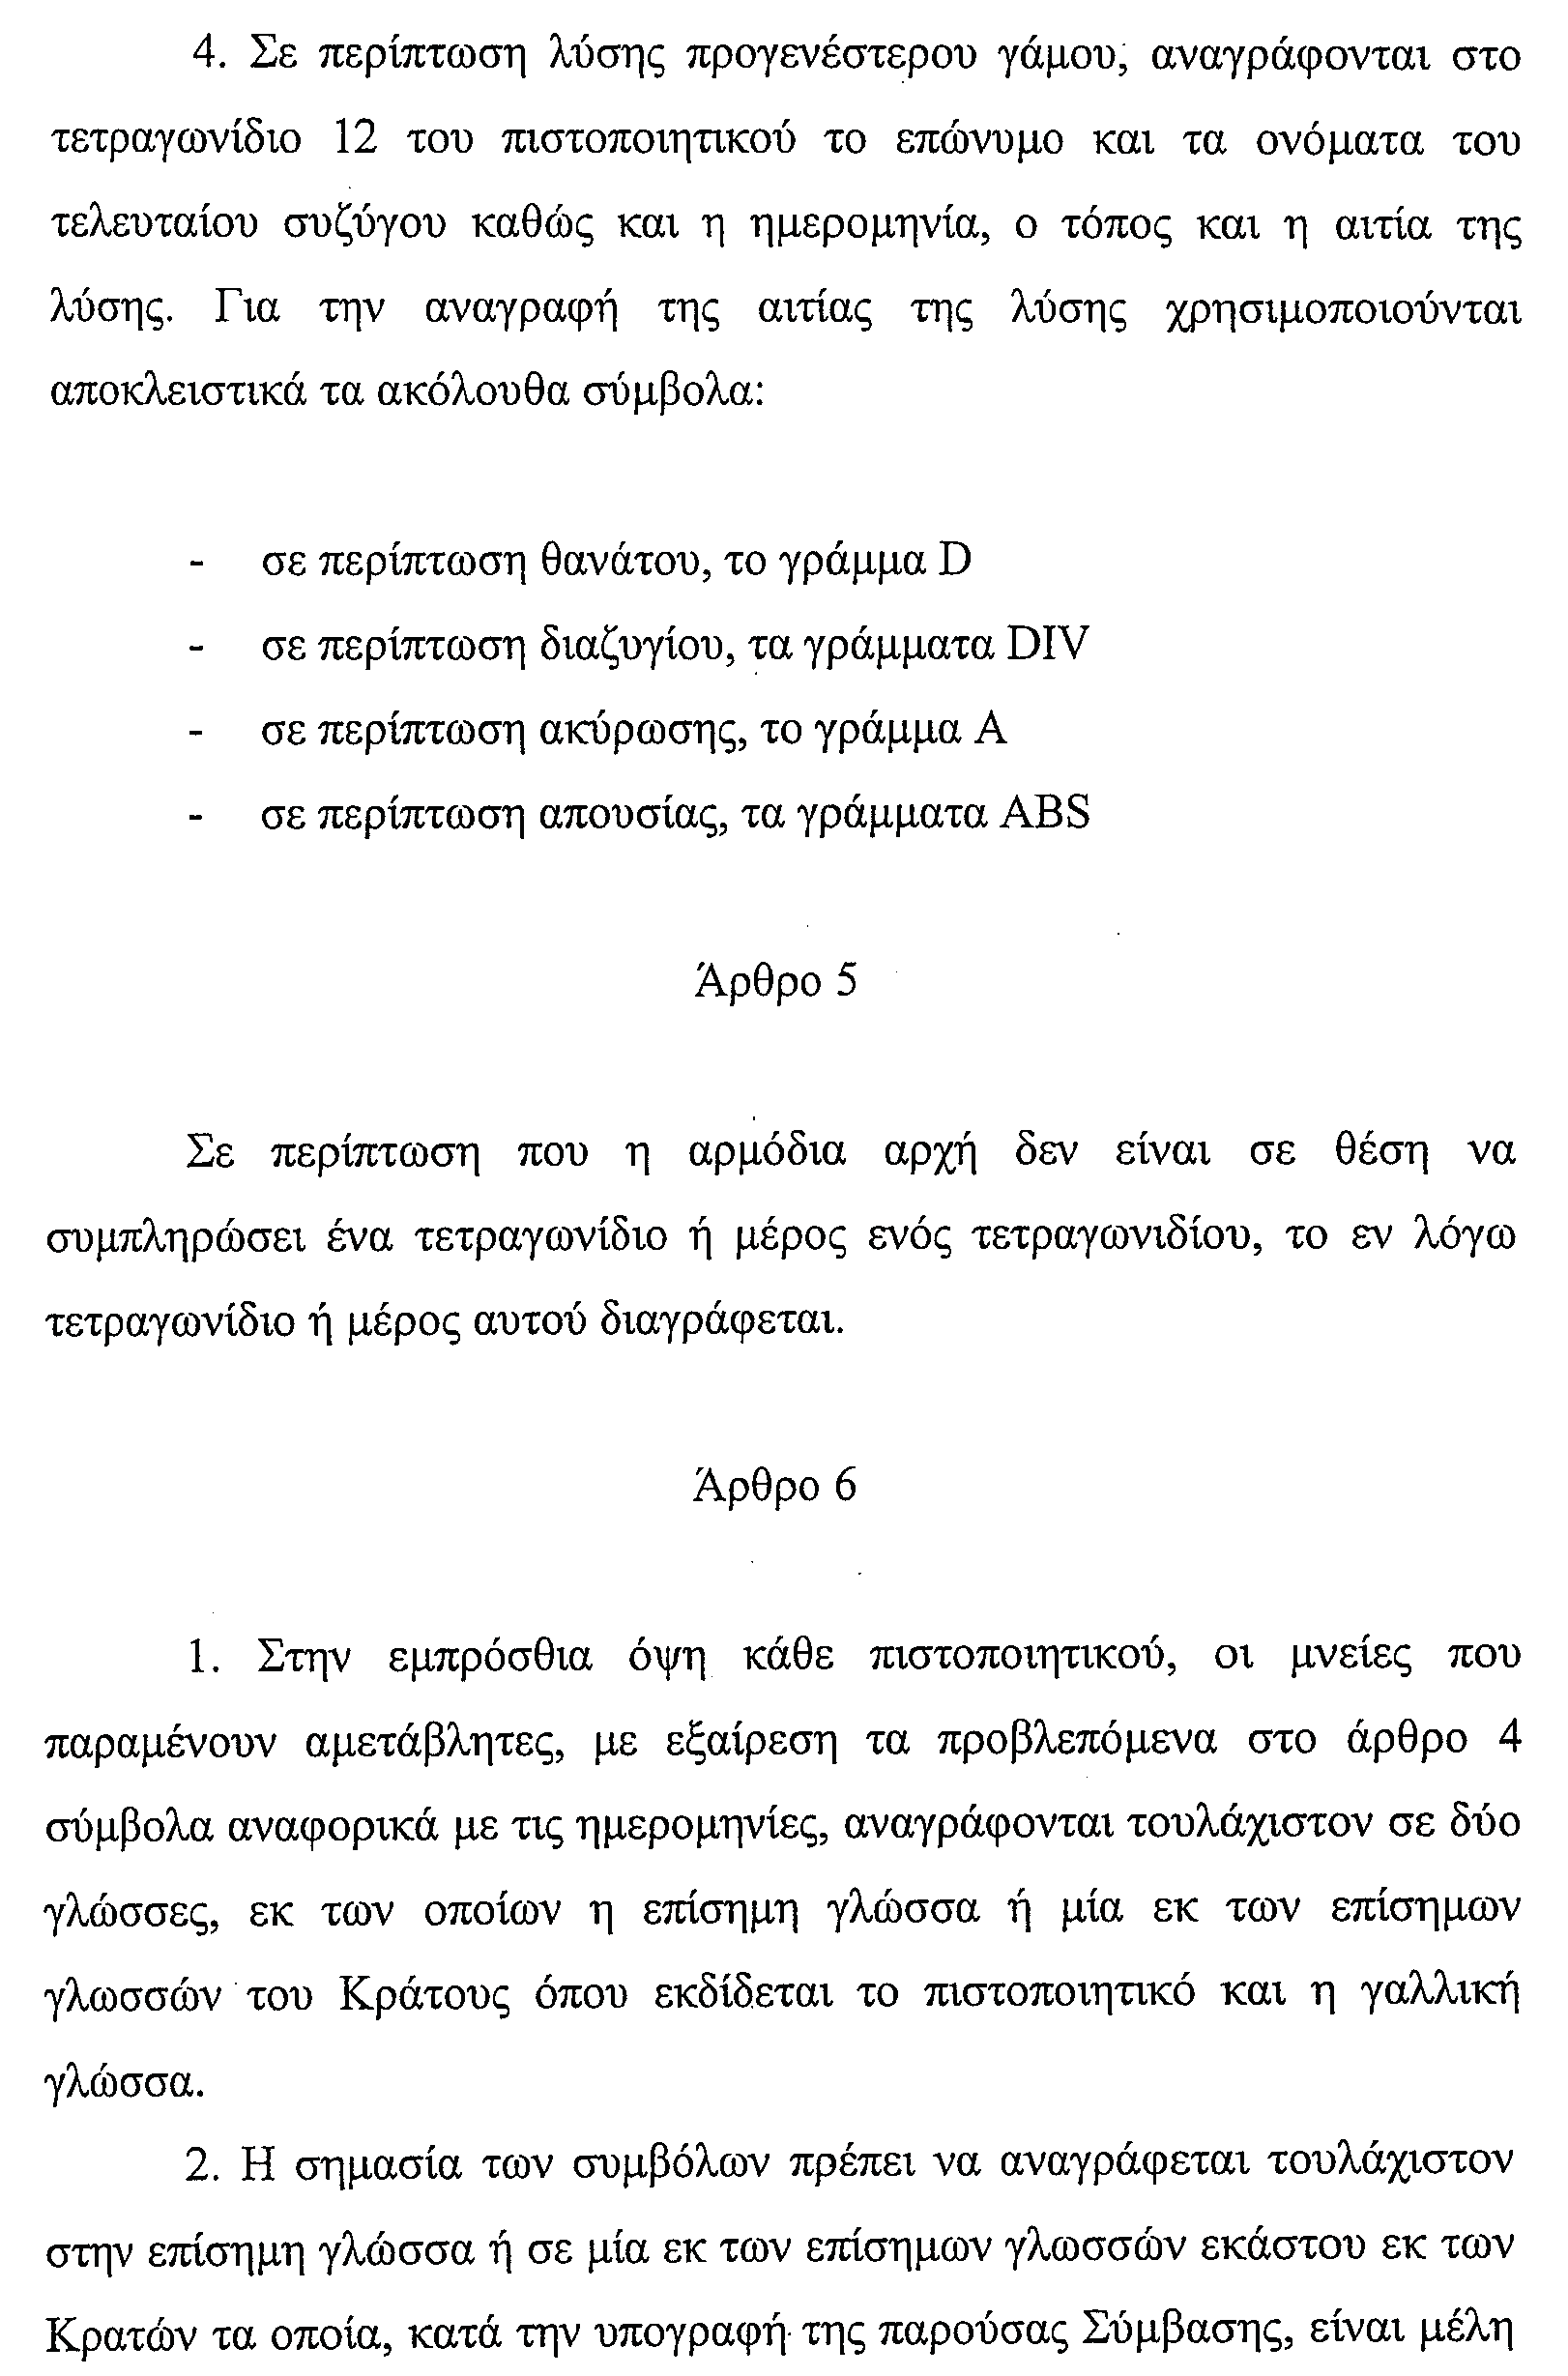 4. Σε περίπτωση λύσης προγενέστερου γάμου, αναγράφονται στο
τετραγωνίδιο 12 του πιστοποιητικού το επώνυμο και τα ονόματα του
τελευταίου συζύγου καθώς και η ημερομηνία, ο τόπος και η αιτία της
λύσης. Για την αναγραφή της αιτίας της λύσης χρησιμοποιούνται
αποκλειστικά τα ακόλουθα σύμβολα:
- σε περίπτωση θανάτου, το γράμμα D
- σε περίπτωση διαζυγίου, τα γράμματα DIV
- σε περίπτωση ακύρωσης, το γράμμα A
- σε περίπτωση απουσίας, τα γράμματα ABS
Άρθρο 5
Σε περίπτωση που η αρμόδια αρχή δεν είναι σε θέση να
συμπληρώσει ένα τετραγωνίδιο ή μέρος ενός τετραγωνιδίου, το εν λόγω
τετραγωνίδιο ή μέρος αυτού διαγράφεται.
Άρθρο 6
1. Στην εμπρόσθια όψη κάθε πιστοποιητικού, οι μνείες που
παραμένουν αμετάβλητες, με εξαίρεση τα προβλεπόμενα στο άρθρο 4
σύμβολα αναφορικά με τις ημερομηνίες, αναγράφονται τουλάχιστον σε δύο
γλώσσες, εκ των οποίων η επίσημη γλώσσα ή μία εκ των επίσημων
γλωσσών του Κράτους όπου εκδίδεται το πιστοποιητικό και η γαλλική
γλώσσα.
2. Η σημασία των συμβόλων πρέπει να αναγράφεται τουλάχιστον
στην επίσημη γλώσσα ή σε μία εκ των επίσημων γλωσσών εκάστου εκ των
Κρατών τα οποία, κατά την υπογραφή της παρούσας Σύμβασης, είναι μέλη